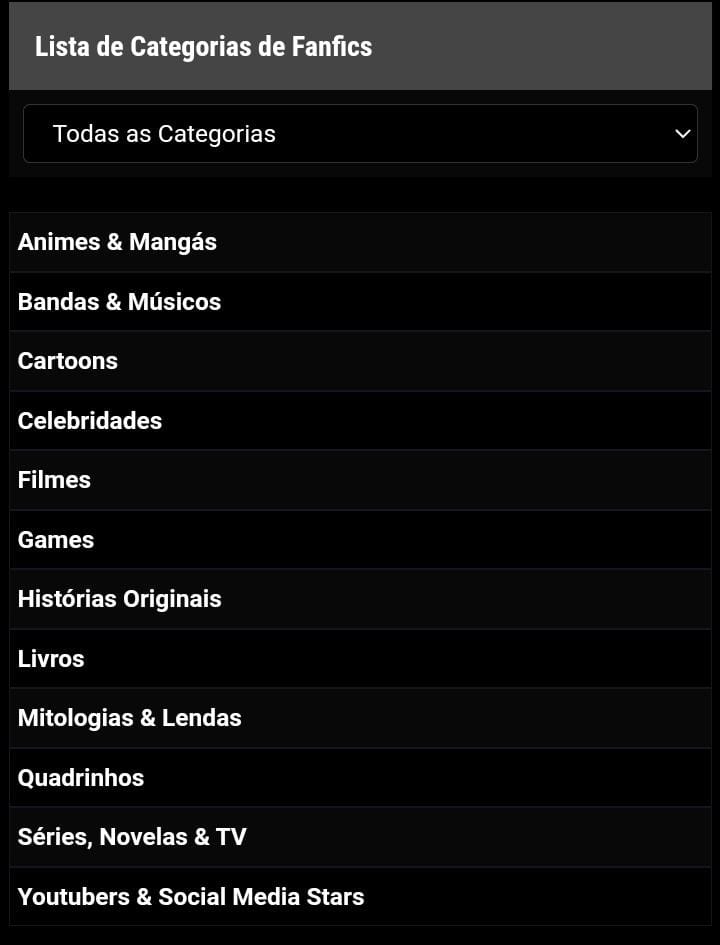 Lista de Categorias de Fanfics
Todas as Categorias
Animes & Mangás
Bandas & Músicos
Cartoons
Celebridades
Filmes
Games
Histórias Originais
Livros
Mitologias & Lendas
Quadrinhos
Séries, Novelas & TV
Youtubers & Social Media Stars